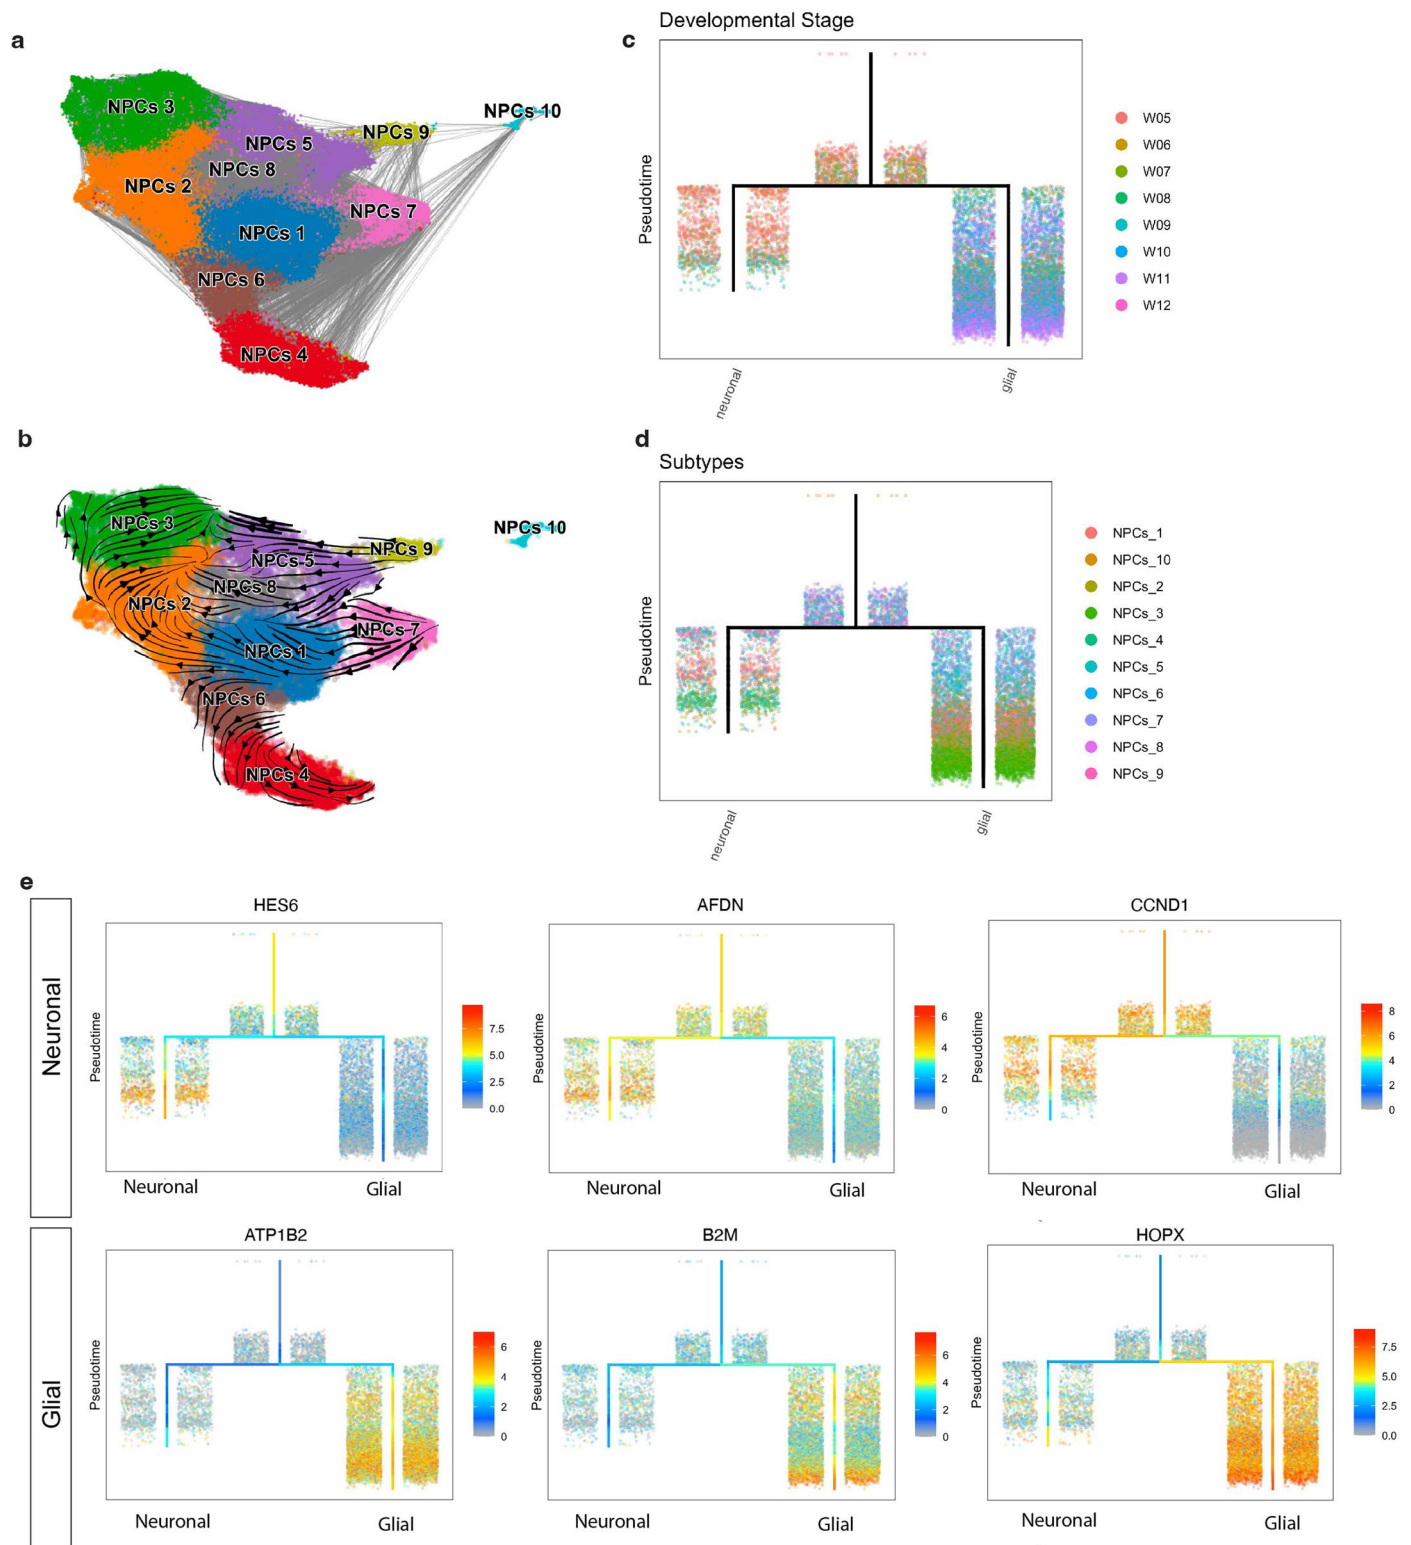 a
NPCs 3
NPCs 10
NPCs 9
NPCs 5
NPCs 8
NPCs 2
NPCs 7
NPCs 1
NPCs 6
NPCs 4
c
Developmental Stage
Pseudotime
neuronal
glial
W05
W06
W07
W08
W09
W10
W11
W12
b
NPCs 3
NPCs 10
NPCs 9
NPCs 5
NPCs 8
NPCs 2
NPCs 7
NPCs 1
NPCs 6
NPCs 4
d
Subtypes
Pseudotime
neuronal
glial
NPCs_1
NPCs_10
NPCs_2
NPCs_3
NPCs_4
NPCs_5
NPCs_6
NPCs_7
NPCs_8
NPCs_9
e
Neuronal
HES6
Pseudotime
7.5
5.0
2.5
0.0
Neuronal
Glial
AFDN
Pseudotime
6
4
2
0
Neuronal
Glial
CCND1
Pseudotime
8
6
4
2
0
Neuronal
Glial
Glial
ATP1B2
Pseudotime
6
4
2
0
Neuronal
Glial
B2M
Pseudotime
6
4
2
0
Neuronal
Glial
HOPX
Pseudotime
7.5
5.0
2.5
0.0
Neuronal
Glial